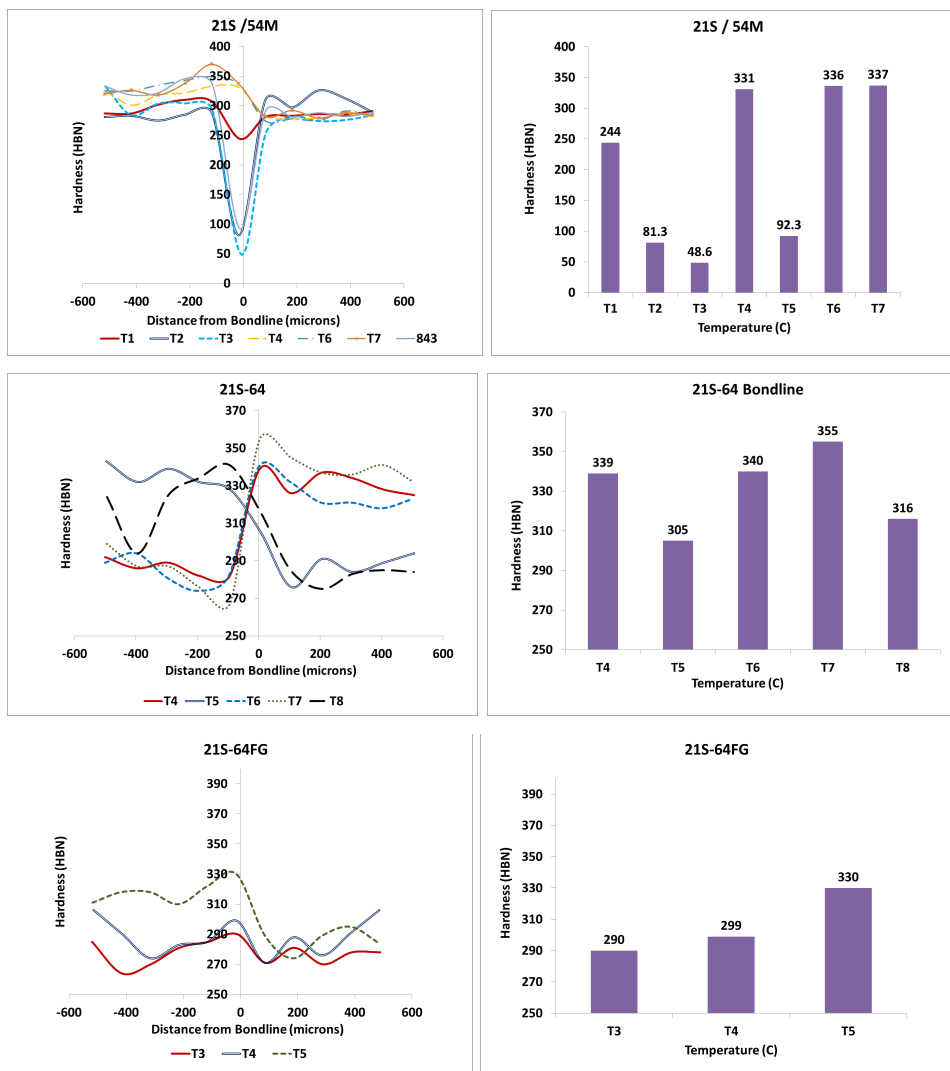 21S /54M
400
350
300
250
200
150
100
50
0
Hardness (HBN)
-600 -400 -200 0 200 400 600
Distance from Bondline (microns)
T1 T2 T3 T4 T6 T7 843
21S / 54M
400
350
300
250
200
150
100
50
0
Hardness (HBN)
244 81.3 48.6 331 92.3 336 337
T1 T2 T3 T4 T5 T6 T7
Temperature (C)
21S-64
370
350
330
310
290
270
250
Hardness (HBN)
-600 -400 -200 0 200 400 600
Distance from Bondline (microns)
T4 T5 T6 T7 T8
21S-64 Bondline
370
350
330
310
290
270
250
Hardness (HBN)
339 305 340 355 316
T4 T5 T6 T7 T8
Temperature (C)
21S-64FG
390
370
350
330
310
290
270
250
Hardness (HBN)
-600 -400 -200 0 200 400 600
Distance from Bondline (microns)
T3 T4 T5
21S-64FG
390
370
350
330
310
290
270
250
Hardness (HBN)
290 299 330
T3 T4 T5
Temperature (C)